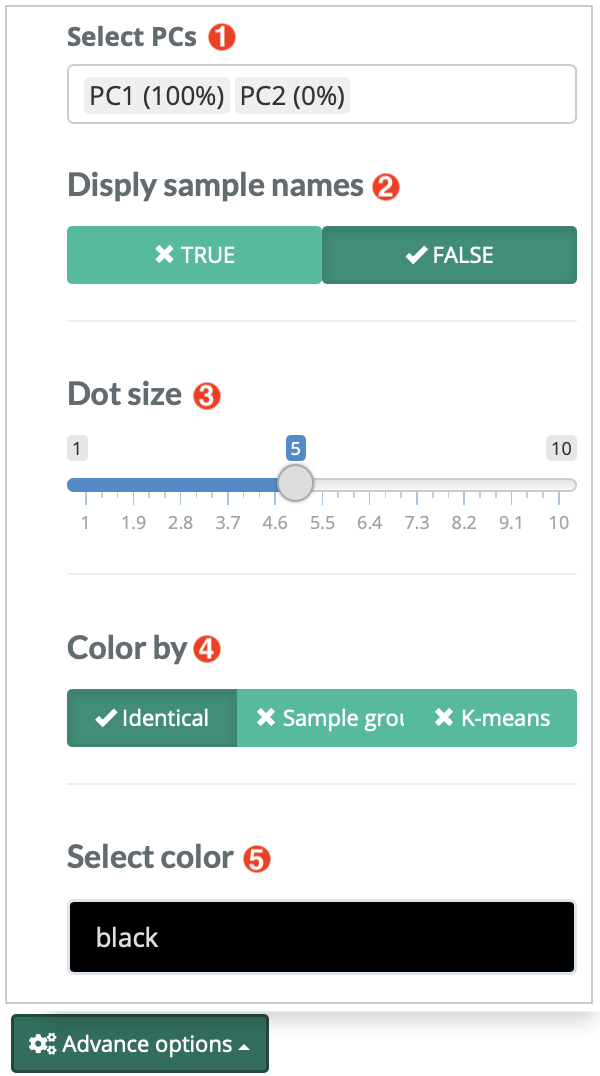 Select PCs 1
PC1 (100%) PC2 (0%)
Disply sample names 2
TRUE FALSE
Dot size 3
1 5 10
1 1.9 2.8 3.7 4.6 5.5 6.4 7.3 8.2 9.1 10
Color by 4
Identical Sample grou K-means
Select color 5
black
Advance options